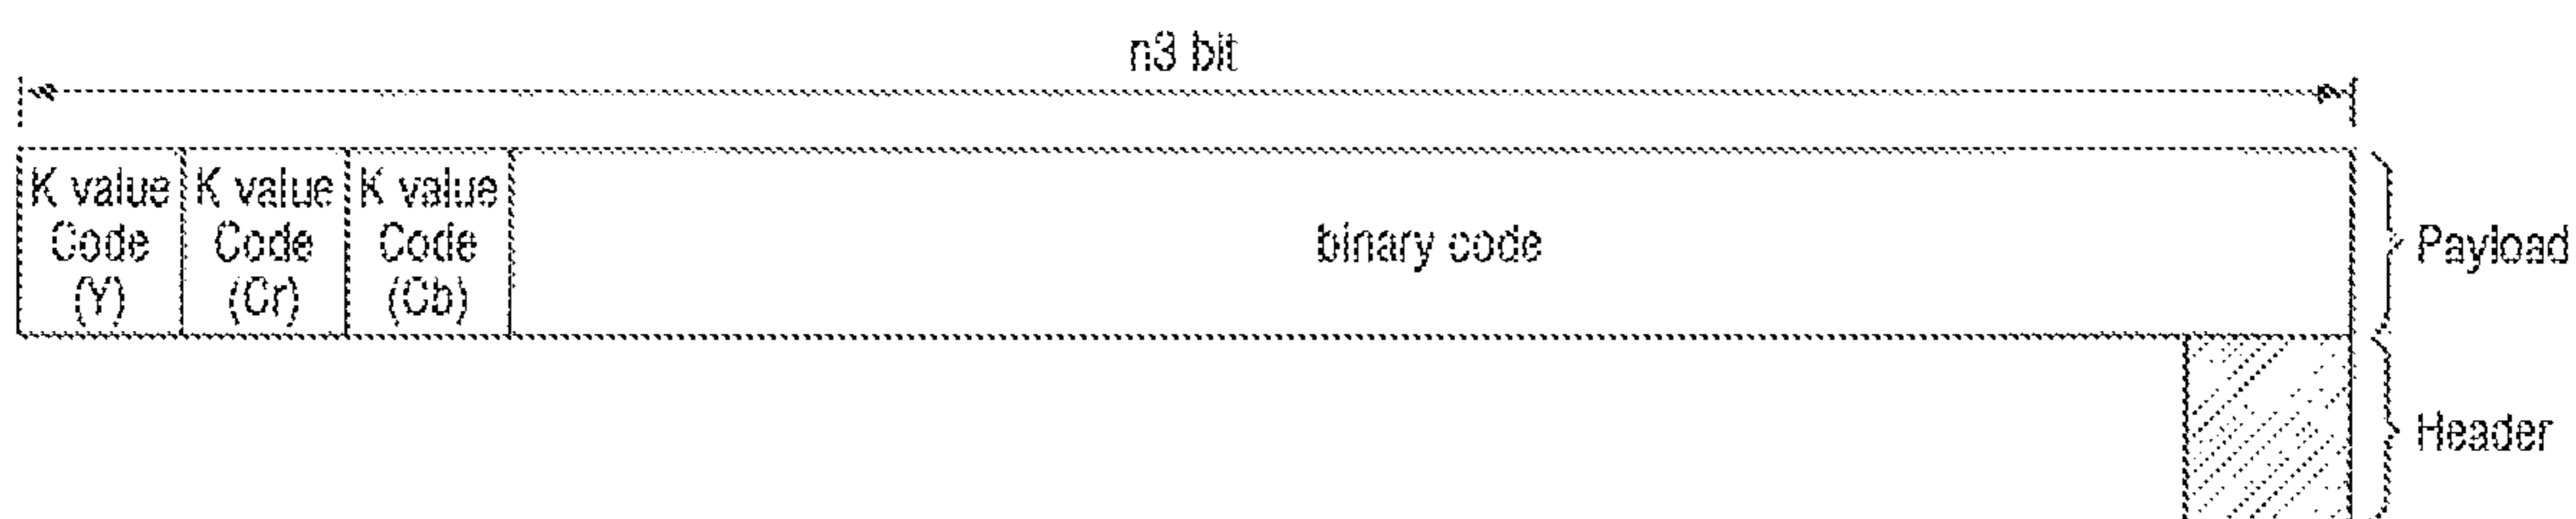 n3 bit
K value
Code
(Y)
K value
Code
(Cr)
K value
Code
(Cb)
binary code
Payload
Header